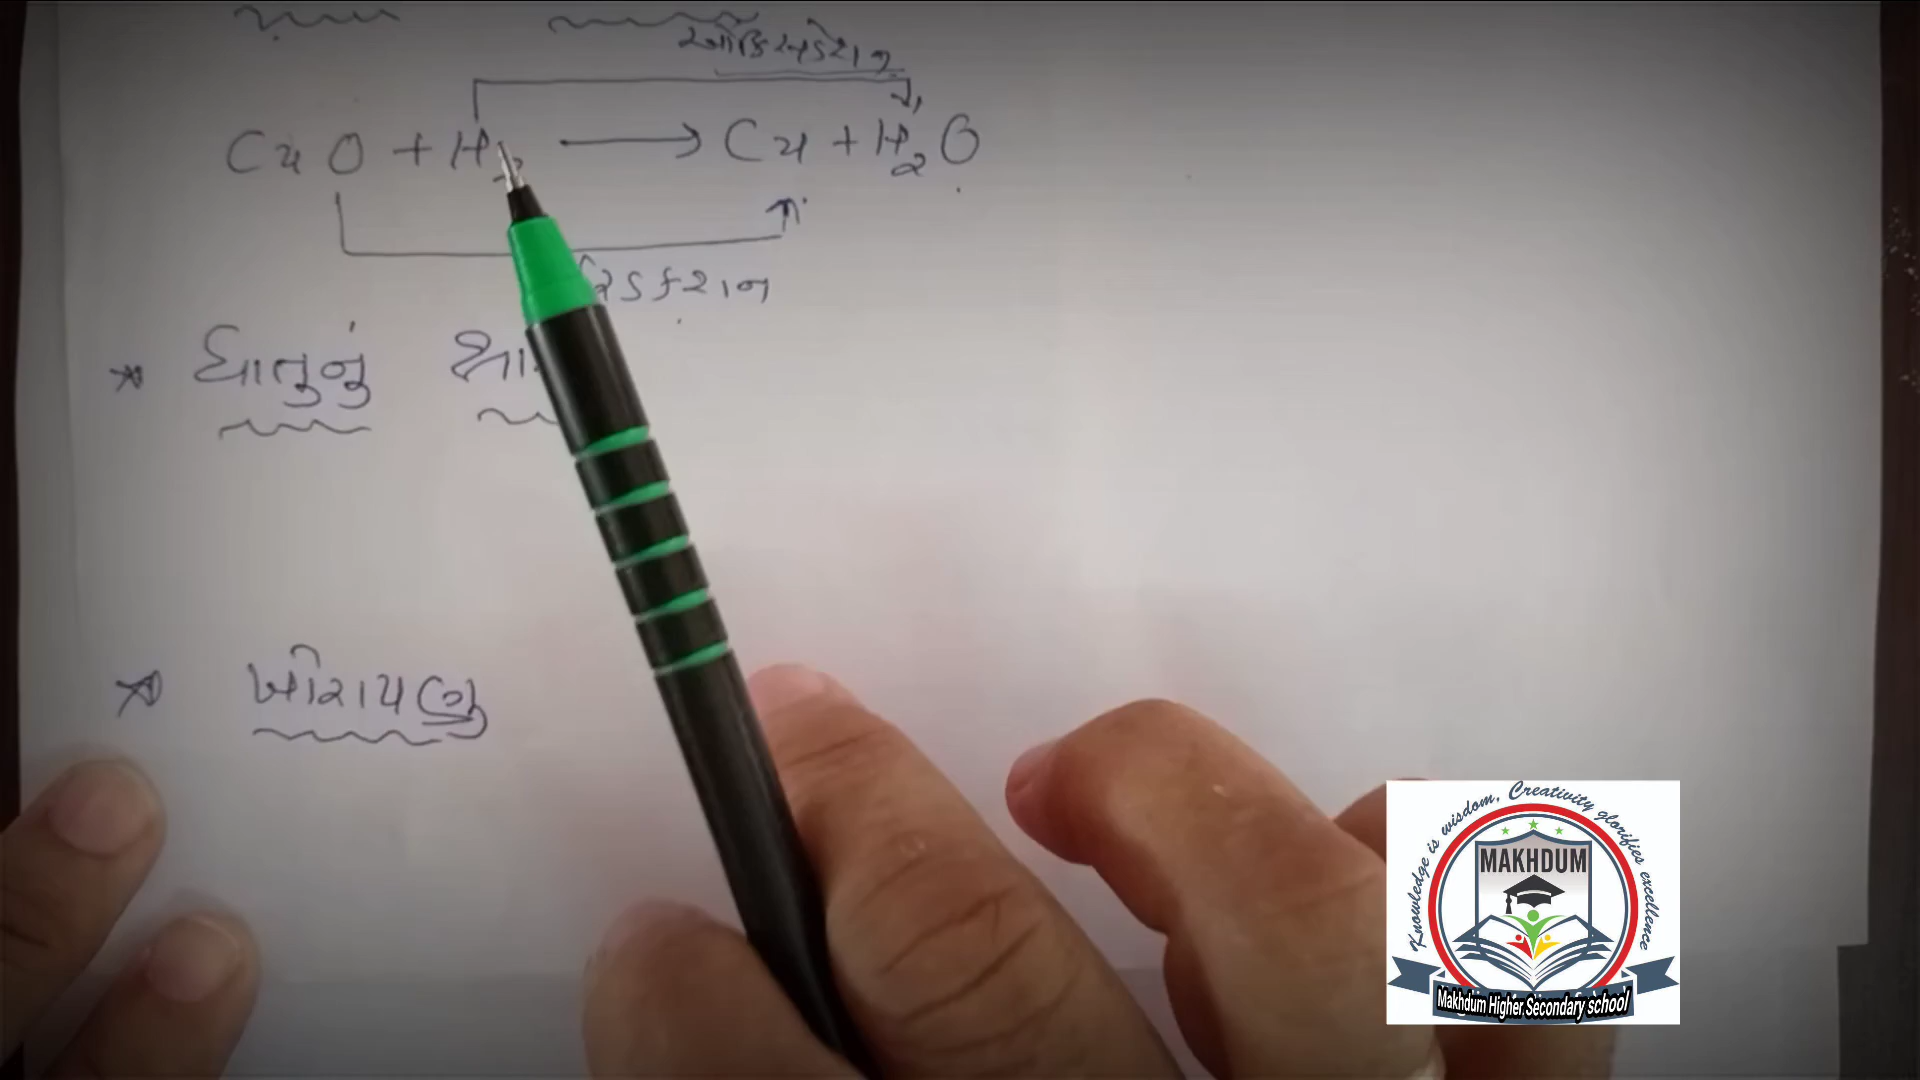 ઓક્સિડેશન
CuO + H2 → Cu + H2O
રિડક્શન
* ધાતુનું
* ખોરાપણું
Knowledge is wisdom, Creativity glorifies excellence
MAKHDUM
Makhdum Higher Secondary school